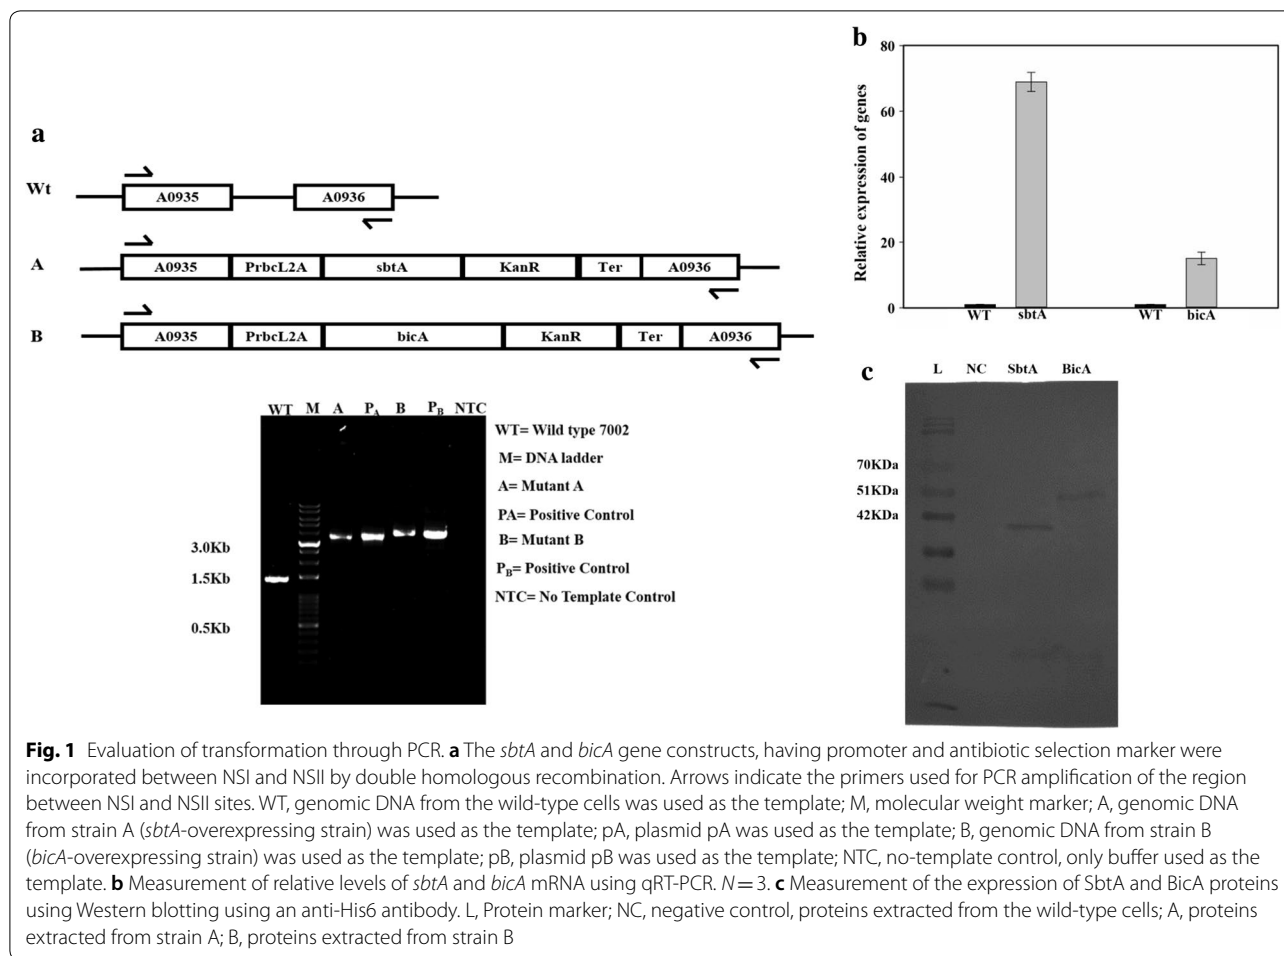 a
Wt
A0935 A0936
A
A0935 PrbcL2A sbtA KanR Ter A0936
B
A0935 PrbcL2A bicA KanR Ter A0936
WT M A PA B PB NTC
3.0Kb
1.5Kb
0.5Kb
WT= Wild type 7002
M= DNA ladder
A= Mutant A
PA= Positive Control
B= Mutant B
PB= Positive Control
NTC= No Template Control
b
Relative expression of genes
80
60
40
20
0
WT sbtA WT bicA
c
L NC SbtA BicA
70KDa
51KDa
42KDa
Fig. 1 Evaluation of transformation through PCR. a The sbtA and bicA gene constructs, having promoter and antibiotic selection marker were
incorporated between NSI and NSII by double homologous recombination. Arrows indicate the primers used for PCR amplification of the region
between NSI and NSII sites. WT, genomic DNA from the wild-type cells was used as the template; M, molecular weight marker; A, genomic DNA
from strain A (sbtA-overexpressing strain) was used as the template; pA, plasmid pA was used as the template; B, genomic DNA from strain B
(bicA-overexpressing strain) was used as the template; pB, plasmid pB was used as the template; NTC, no-template control, only buffer used as the
template. b Measurement of relative levels of sbtA and bicA mRNA using qRT-PCR. N = 3. c Measurement of the expression of SbtA and BicA proteins
using Western blotting using an anti-His6 antibody. L, Protein marker; NC, negative control, proteins extracted from the wild-type cells; A, proteins
extracted from strain A; B, proteins extracted from strain B